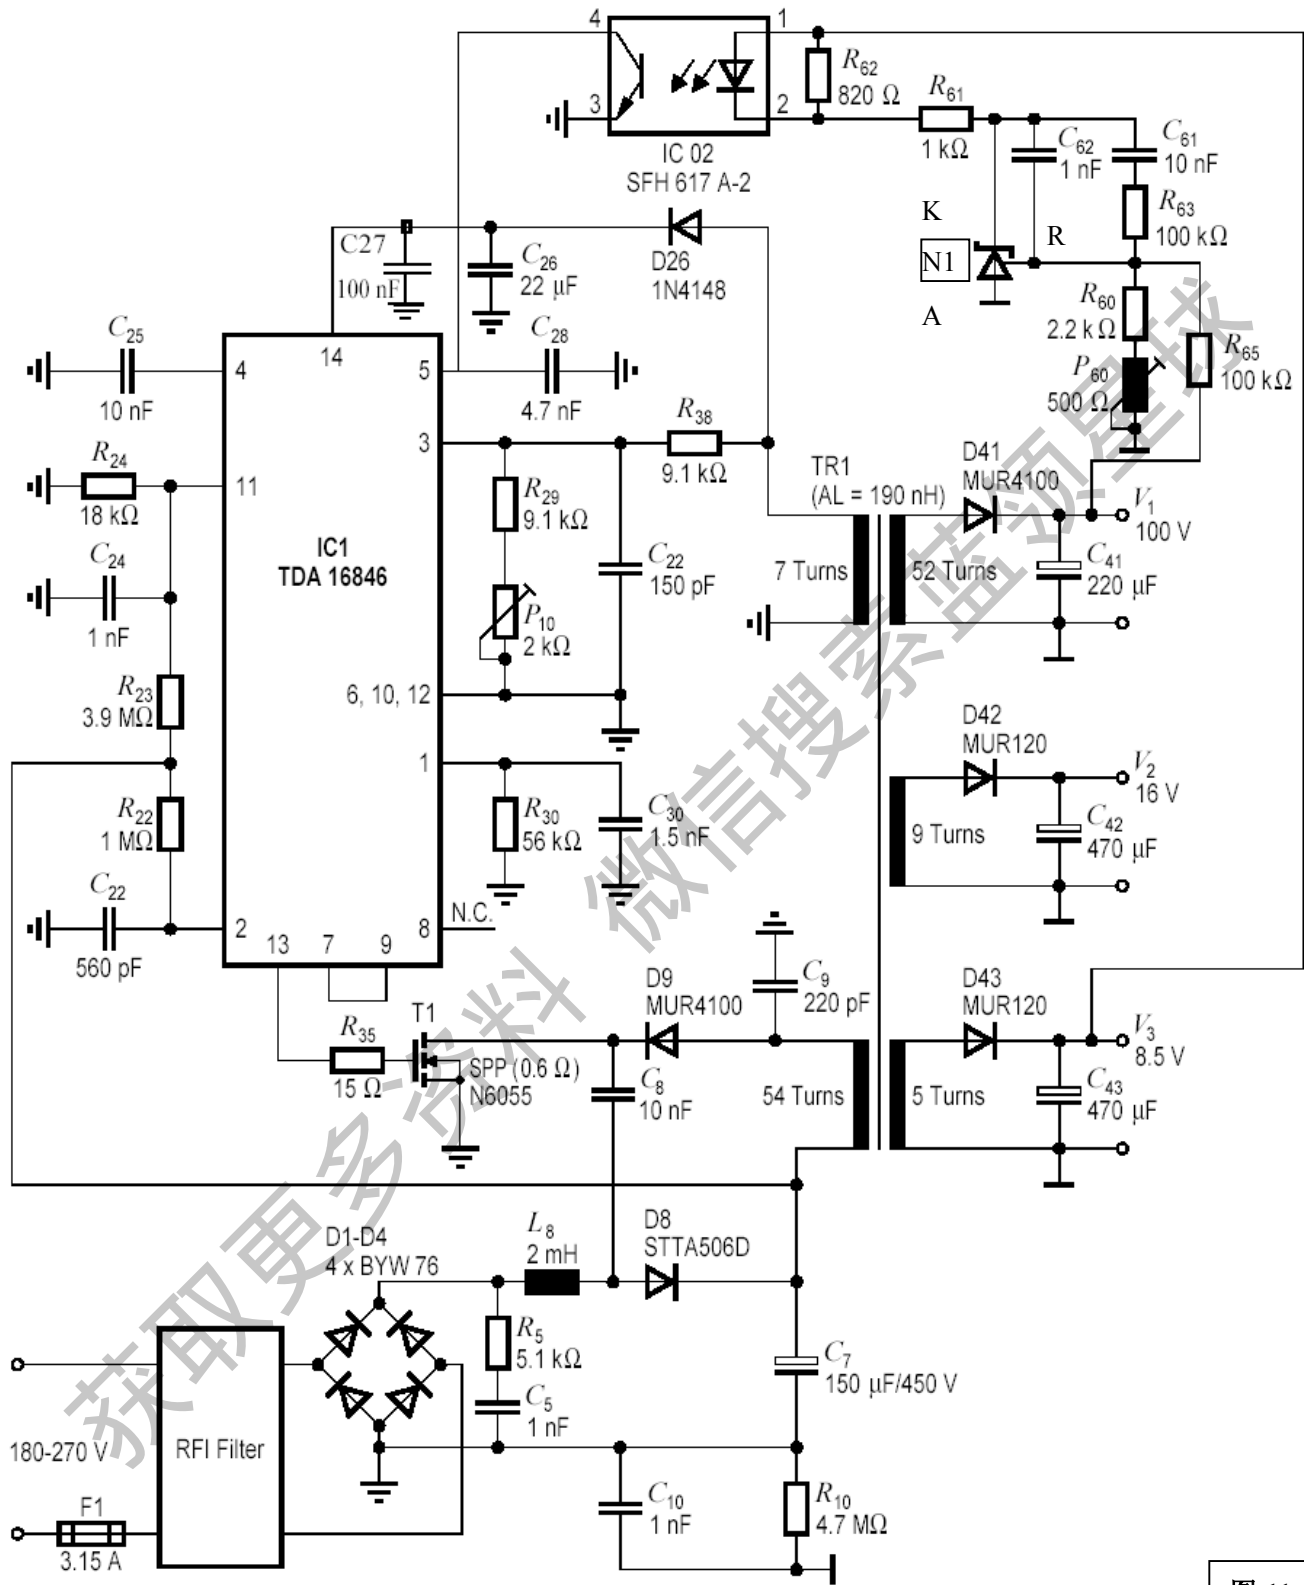 4
1
3
2
R62
820 Ω
R61
1 kΩ
C62
1 nF
C61
10 nF
IC 02
SFH 617 A-2
R63
100 kΩ
K
R
N1
A
C27
100 nF
C26
22 µF
D26
1N4148
R60
2.2 k Ω
P60
500 Ω
R65
100 kΩ
C25
10 nF
4
14
5
C28
4.7 nF
R24
18 kΩ
11
3
R38
9.1 kΩ
R29
9.1 kΩ
TR1
(AL = 190 nH)
D41
MUR4100
V1
100 V
C24
1 nF
IC1
TDA 16846
C22
150 pF
7 Turns
52 Turns
C41
220 µF
P10
2 kΩ
R23
3.9 MΩ
6, 10, 12
D42
MUR120
V2
16 V
1
R22
1 MΩ
R30
56 kΩ
C30
1.5 nF
9 Turns
C42
470 µF
C22
560 pF
2
13
7
9
8
N.C.
D9
MUR4100
C9
220 pF
D43
MUR120
V3
8.5 V
R35
15 Ω
T1
SPP (0.6 Ω)
N6055
C8
10 nF
54 Turns
5 Turns
C43
470 µF
D1-D4
4 x BYW 76
L8
2 mH
D8
STTA506D
R5
5.1 kΩ
C5
1 nF
C7
150 µF/450 V
180-270 V
RFI Filter
F1
3.15 A
C10
1 nF
R10
4.7 MΩ
获取更多资料 微信搜索蓝领星球